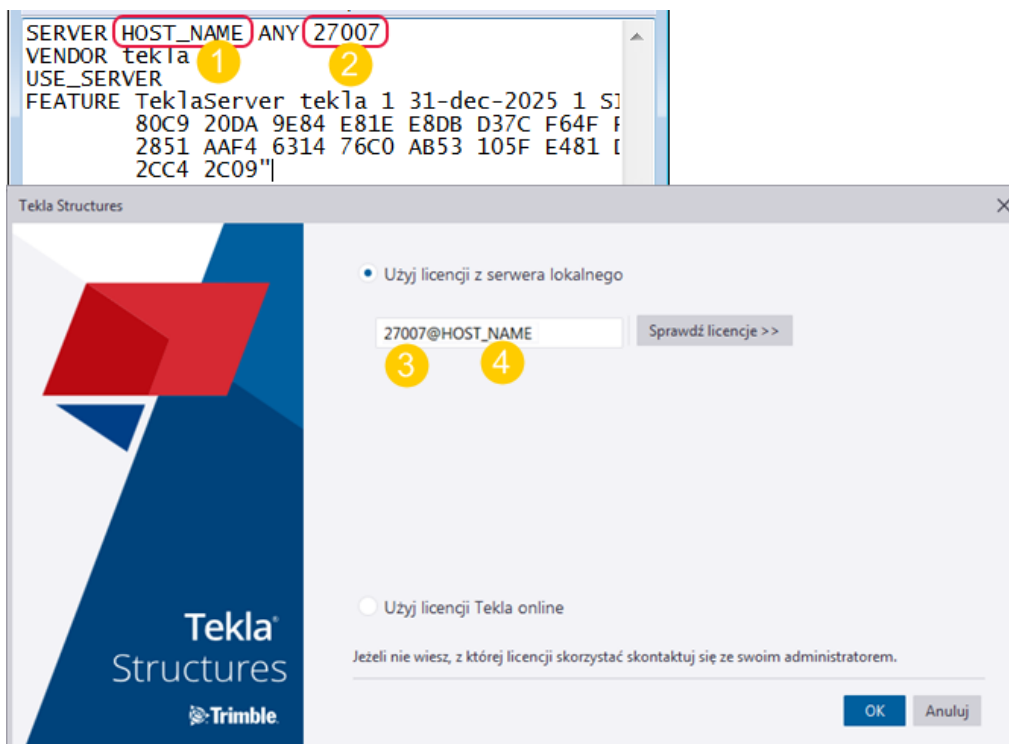 SERVER HOST_NAME ANY 27007
VENDOR tekla
1
2
USE_SERVER
FEATURE TeklaServer tekla 1 31-dec-2025 1
80C9 20DA 9E84 E81E E8DB D37C F64F
2851 AAF4 6314 76C0 AB53 105F E481
2CC4 2C09"
Tekla Structures
Użyj licencji z serwera lokalnego
27007@HOST_NAME
Sprawdź licencje >>
3
4
Użyj licencji Tekla online
Jeżeli nie wiesz, z której licencji skorzystać skontaktuj się ze swoim administratorem.
Tekla®
Structures
Trimble.
OK
Anuluj